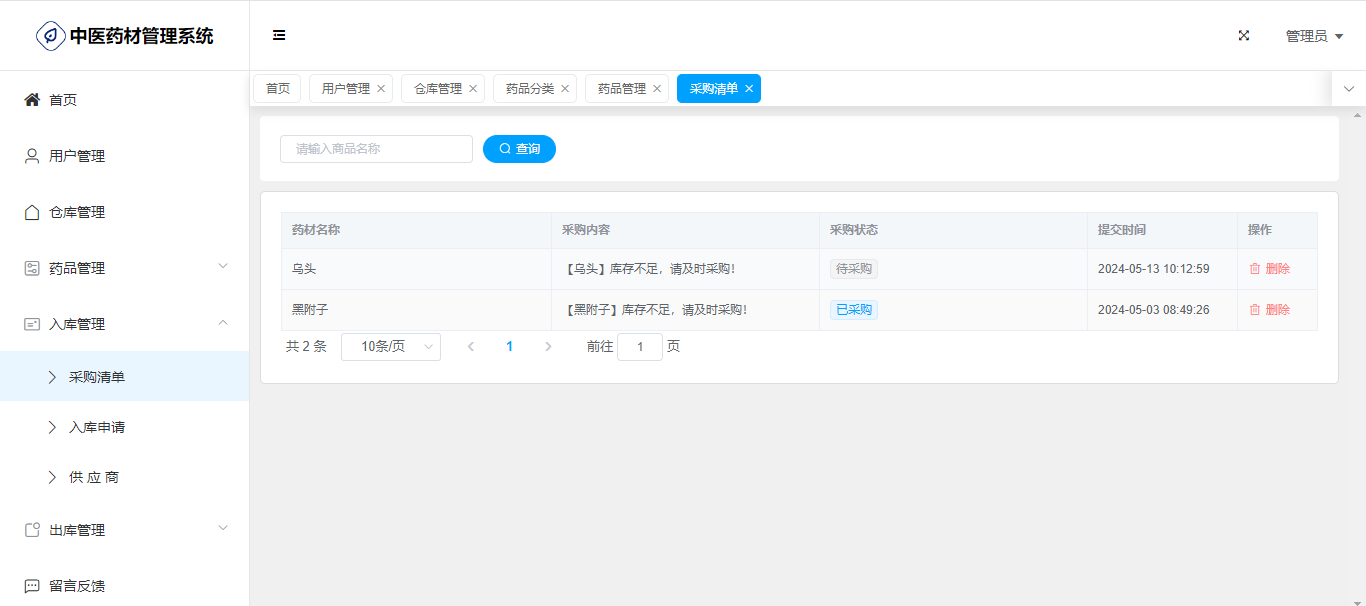 中医药材管理系统
管理员
首页
用户管理
仓库管理
药品管理
入库管理
采购清单
入库申请
供 应 商
出库管理
留言反馈
首页 用户管理 仓库管理 药品分类 药品管理 采购清单
请输入商品名称 查询
药材名称 采购内容 采购状态 提交时间 操作
乌头 【乌头】库存不足，请及时采购！ 待采购 2024-05-13 10:12:59 删除
黑附子 【黑附子】库存不足，请及时采购！ 已采购 2024-05-03 08:49:26 删除
共 2 条 10条/页 1 前往 1 页